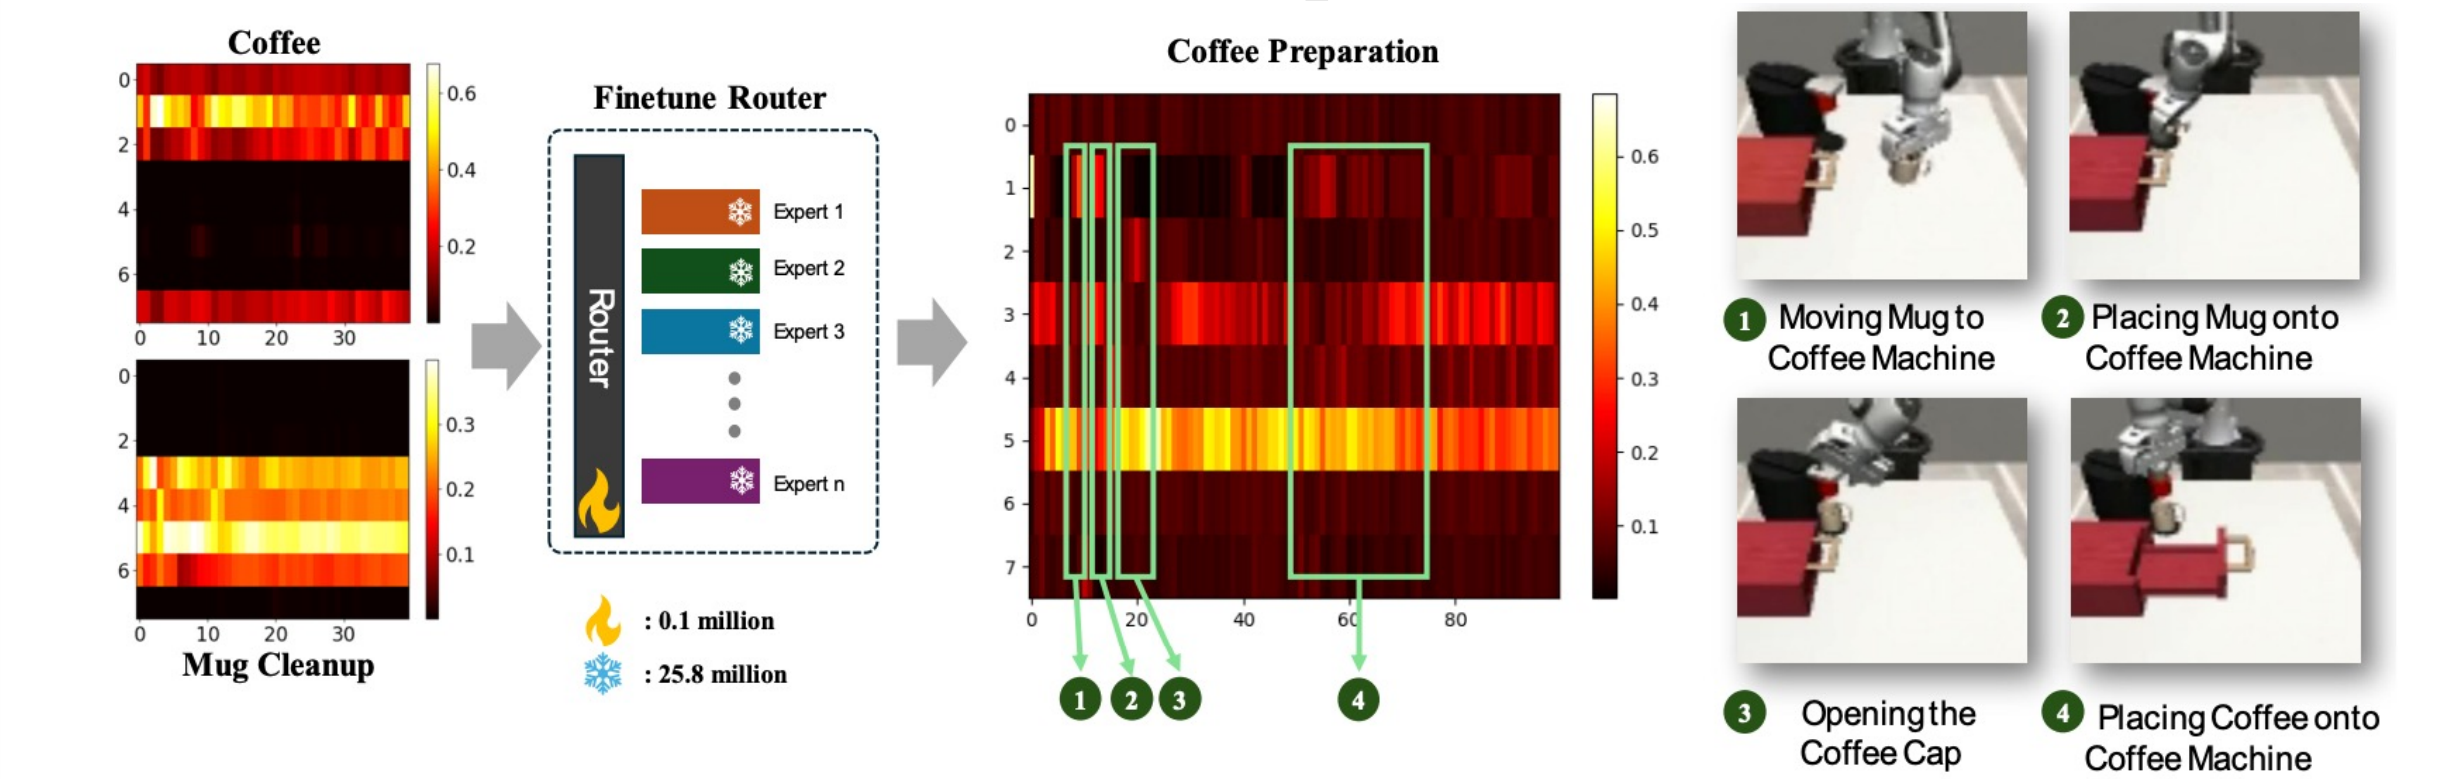 Coffee
0
2
4
6
0 10 20 30
0.6
0.4
0.2
0
2
4
6
0 10 20 30
0.3
0.2
0.1
Mug Cleanup
Finetune Router
Router
Expert 1
Expert 2
Expert 3
Expert n
: 0.1 million
: 25.8 million
Coffee Preparation
0
1
2
3
4
5
6
7
0 20 40 60 80
0.6
0.5
0.4
0.3
0.2
0.1
1 2 3 4
1 Moving Mug to
Coffee Machine
2 Placing Mug onto
Coffee Machine
3 Opening the
Coffee Cap
4 Placing Coffee onto
Coffee Machine